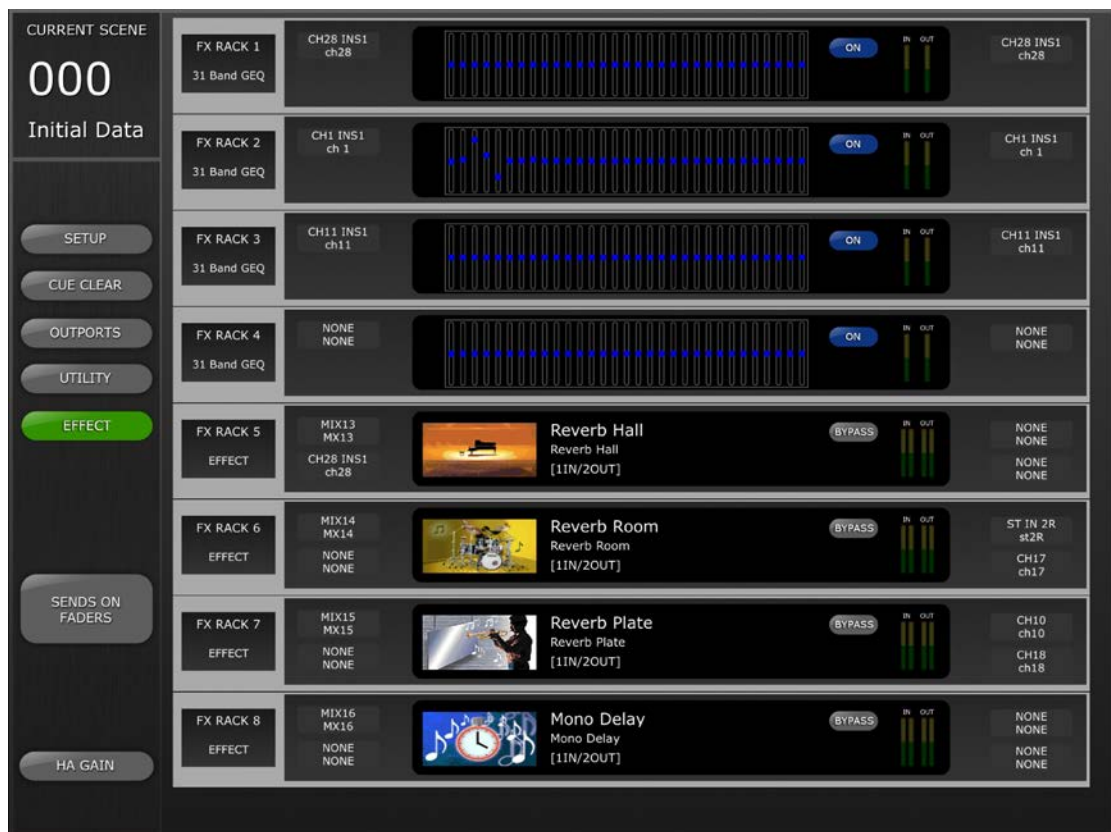 CURRENT SCENE
000
Initial Data
SETUP
CUE CLEAR
OUTPORTS
UTILITY
EFFECT
SENDS ON
FADERS
HA GAIN
FX RACK 1
31 Band GEQ
CH28 INS1
ch28
ON
IN OUT
CH28 INS1
ch28
FX RACK 2
31 Band GEQ
CH1 INS1
ch 1
ON
IN OUT
CH1 INS1
ch 1
FX RACK 3
31 Band GEQ
CH11 INS1
ch11
ON
IN OUT
CH11 INS1
ch11
FX RACK 4
31 Band GEQ
NONE
NONE
ON
IN OUT
NONE
NONE
FX RACK 5
EFFECT
MIX13
MX13
CH28 INS1
ch28
Reverb Hall
Reverb Hall
[1IN/2OUT]
BYPASS
IN OUT
NONE
NONE
NONE
NONE
FX RACK 6
EFFECT
MIX14
MX14
NONE
NONE
Reverb Room
Reverb Room
[1IN/2OUT]
BYPASS
IN OUT
ST IN 2R
st2R
CH17
ch17
FX RACK 7
EFFECT
MIX15
MX15
NONE
NONE
Reverb Plate
Reverb Plate
[1IN/2OUT]
BYPASS
IN OUT
CH10
ch10
CH18
ch18
FX RACK 8
EFFECT
MIX16
MX16
NONE
NONE
Mono Delay
Mono Delay
[1IN/2OUT]
BYPASS
IN OUT
NONE
NONE
NONE
NONE